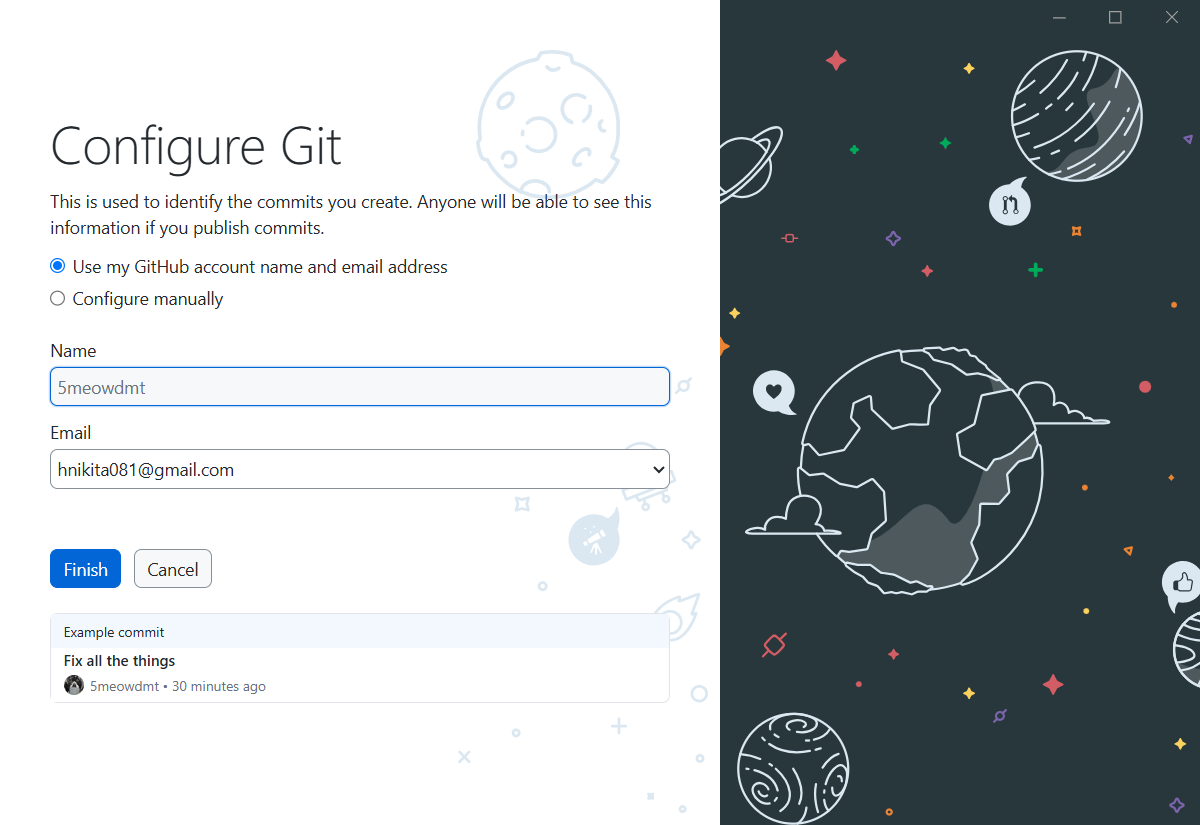 Configure Git
This is used to identify the commits you create. Anyone will be able to see this
information if you publish commits.
Use my GitHub account name and email address
Configure manually
Name
5meowdmt
Email
hnikita081@gmail.com
Finish
Cancel
Example commit
Fix all the things
5meowdmt • 30 minutes ago